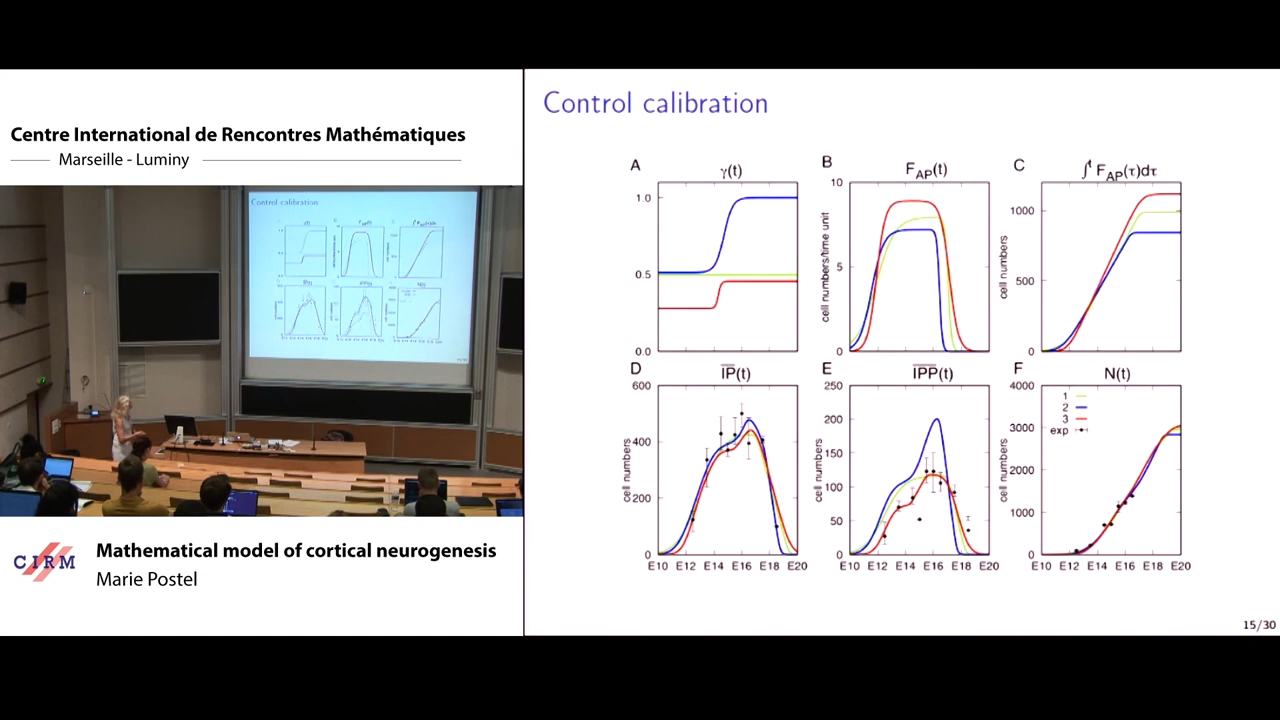 Centre International de Rencontres Mathématiques
Marseille - Luminy
Control calibration
CIRM
Mathematical model of cortical neurogenesis
Marie Postel
Control calibration
A
γ(t)
1.0
0.5
0.0
B
F_AP(t)
cell numbers/time unit
10
5
0
C
∫^t F_AP(τ)dτ
cell numbers
1000
500
0
D
IP(t)
cell numbers
600
400
200
0
E10 E12 E14 E16 E18 E20
E
IPP(t)
cell numbers
250
200
150
100
50
0
E10 E12 E14 E16 E18 E20
F
N(t)
4000
3000
2000
1000
0
1
2
3
exp
E10 E12 E14 E16 E18 E20
15/30